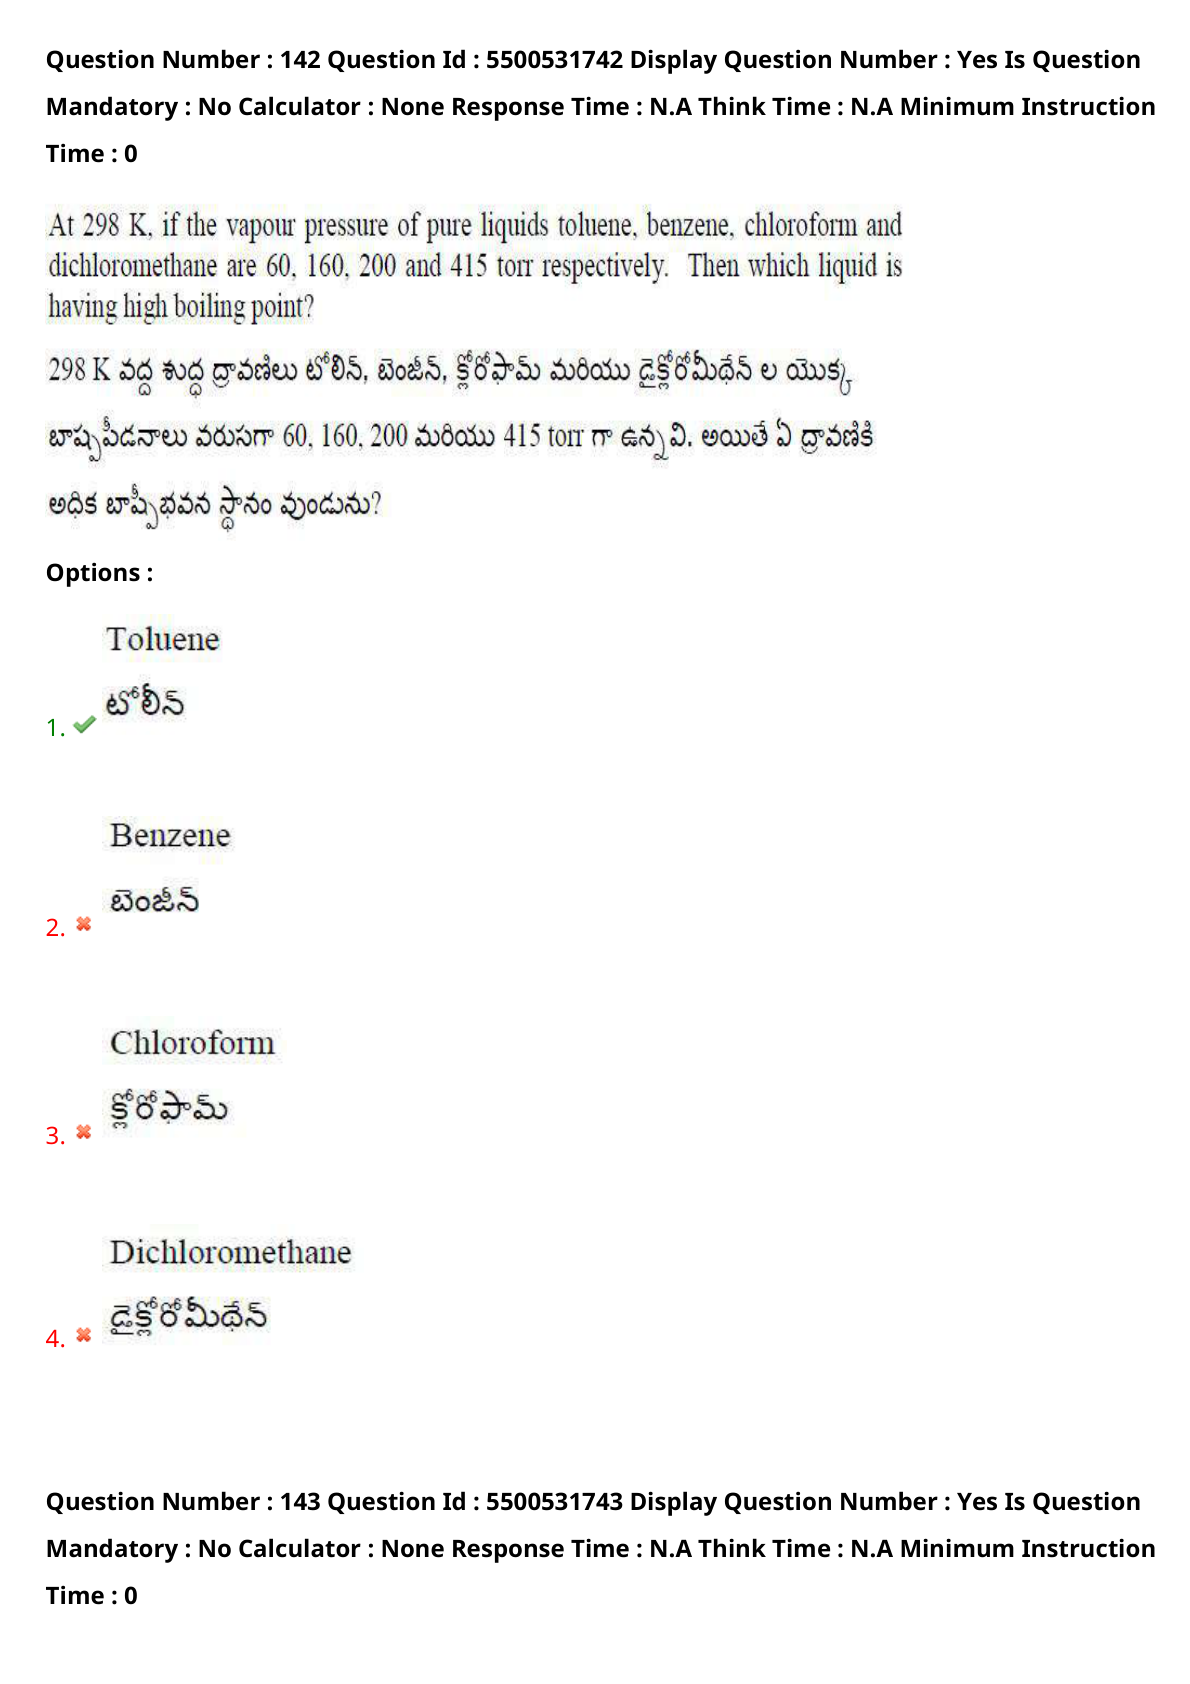 Question Number : 142 Question Id : 5500531742 Display Question Number : Yes Is Question
Mandatory : No Calculator : None Response Time : N.A Think Time : N.A Minimum Instruction
Time : 0
At 298 K, if the vapour pressure of pure liquids toluene, benzene, chloroform and
dichloromethane are 60, 160, 200 and 415 torr respectively. Then which liquid is
having high boiling point?
298 K వద్ద శుద్ధ ద్రావణిలు టోలీన్, బెంజీన్, క్లోరోఫామ్ మరియు డైక్లోరోమీథేన్ ల యొక్క
బాష్పపీడనాలు వరుసగా 60, 160, 200 మరియు 415 torr గా ఉన్నవి. అయితే ఏ ద్రావణికి
అధిక బాష్పీభవన స్థానం వుండును?
Options :
Toluene
టోలీన్
1.
Benzene
బెంజీన్
2.
Chloroform
క్లోరోఫామ్
3.
Dichloromethane
డైక్లోరోమీథేన్
4.
Question Number : 143 Question Id : 5500531743 Display Question Number : Yes Is Question
Mandatory : No Calculator : None Response Time : N.A Think Time : N.A Minimum Instruction
Time : 0